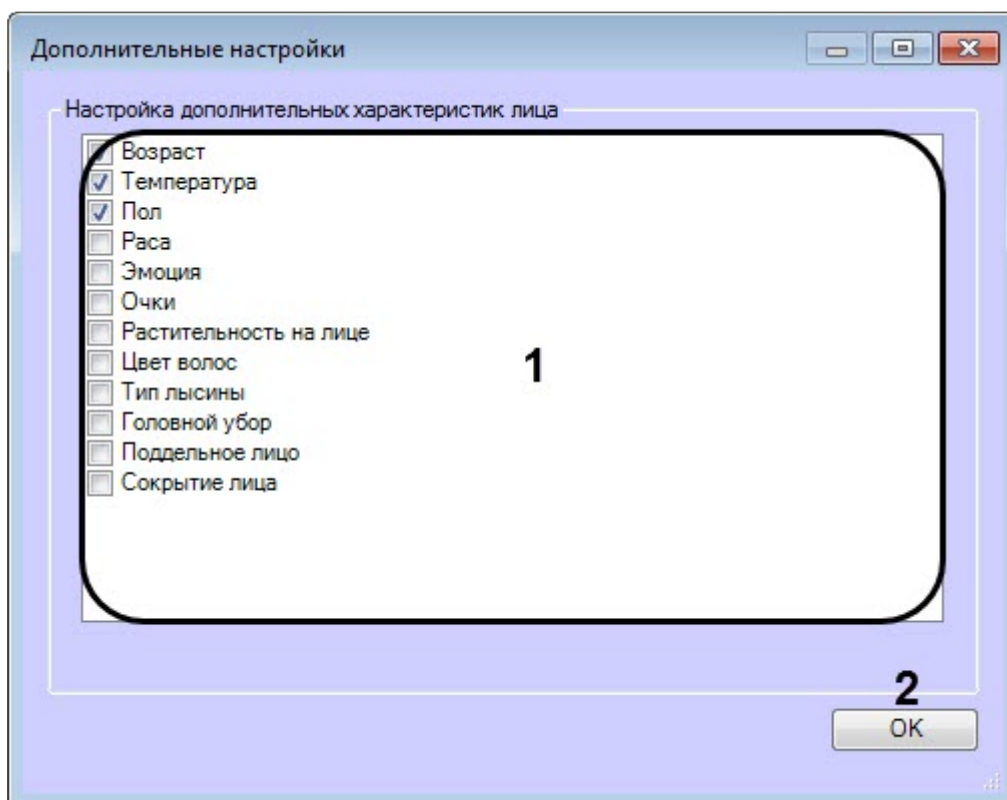 Дополнительные настройки
Настройка дополнительных характеристик лица
Возраст
Температура
Пол
Раса
Эмоция
Очки
Растительность на лице
Цвет волос
Тип лысины
Головной убор
Поддельное лицо
Сокрытие лица
1
2
OK